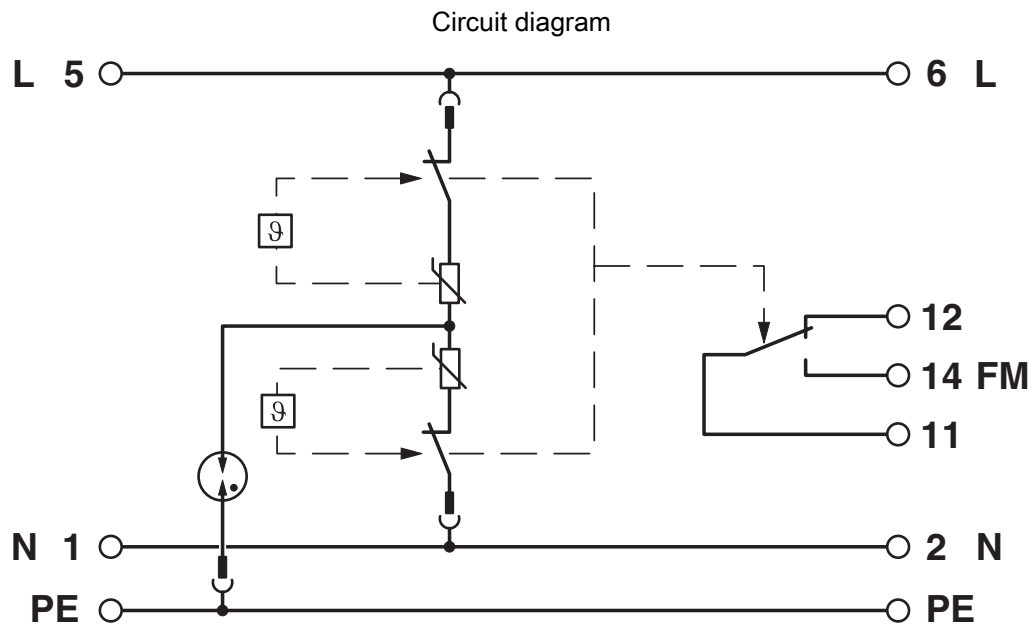 Circuit diagram
L 5 6 L
ϑ
12
14 FM
ϑ
11
N 1 2 N
PE PE